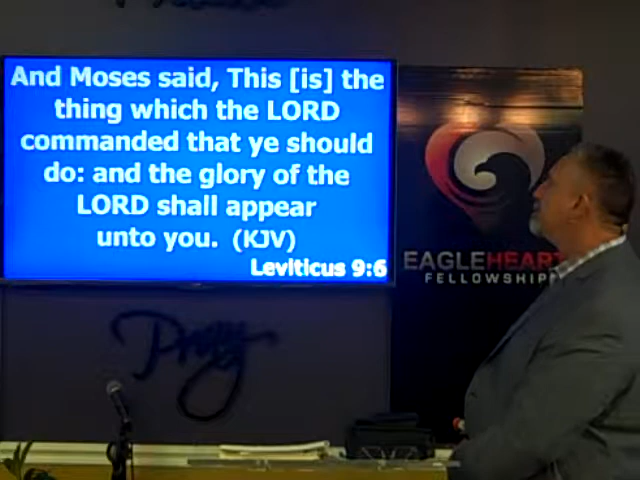 And Moses said, This [is] the
thing which the LORD
commanded that ye should
do: and the glory of the
LORD shall appear
unto you. (KJV)
Leviticus 9:6
EAGLEHEART
FELLOWSHIP
Pray